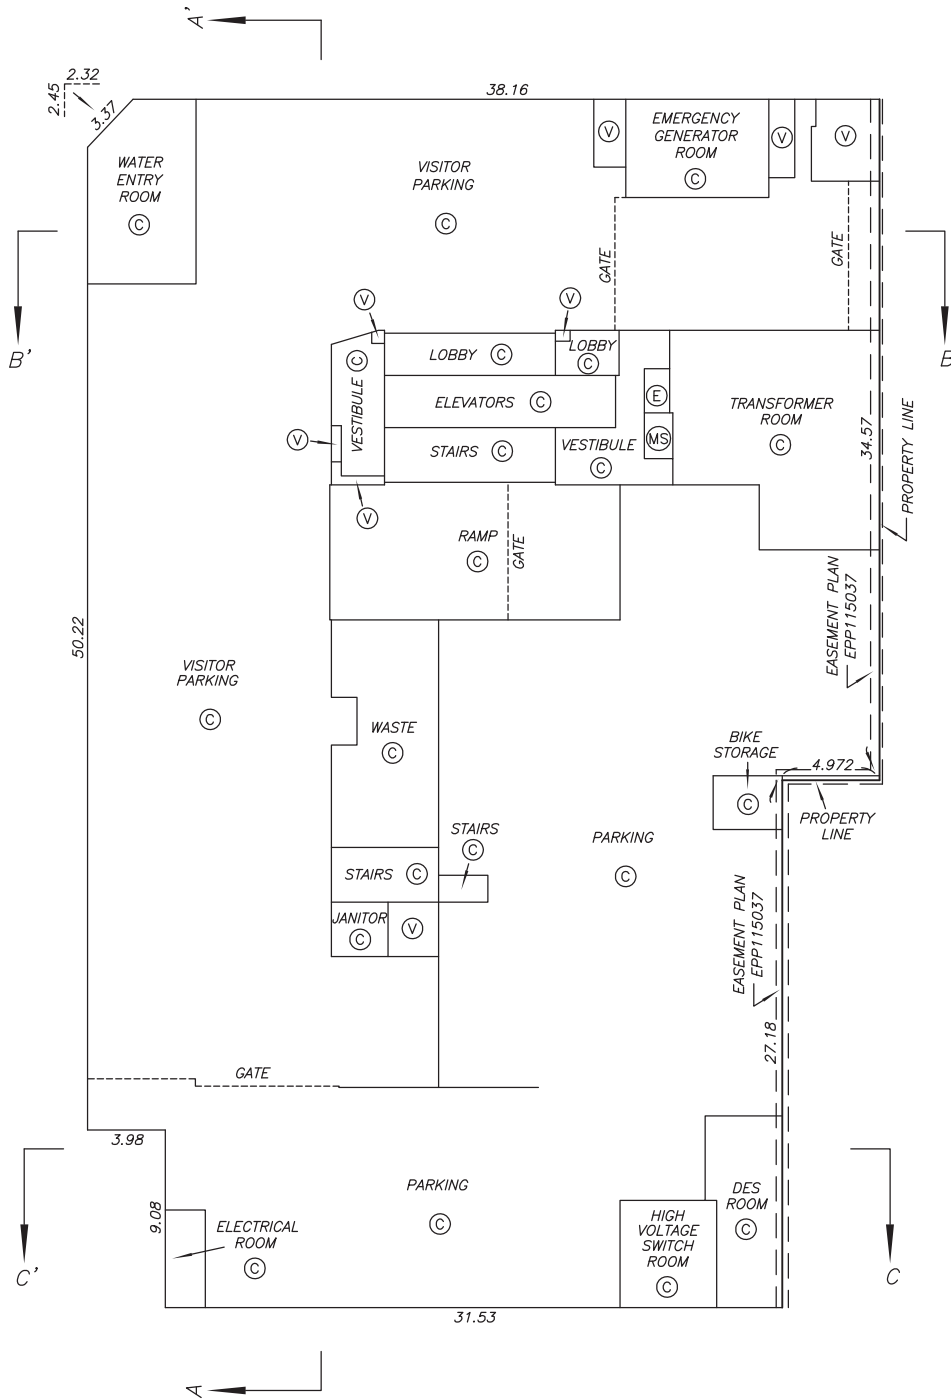 A'
2.32
2.45
3.37
38.16
WATER
ENTRY
ROOM
C
VISITOR
PARKING
C
V
EMERGENCY
GENERATOR
ROOM
C
V
V
GATE
GATE
B'
B
V
V
LOBBY C
LOBBY
C
VESTIBULE C
ELEVATORS C
E
TRANSFORMER
ROOM
C
34.57
PROPERTY LINE
V
STAIRS C
VESTIBULE
C
MS
V
RAMP
C
GATE
EASEMENT PLAN
EPP115037
50.22
VISITOR
PARKING
C
WASTE
C
BIKE
STORAGE
C
4.972
PROPERTY
LINE
STAIRS
C
PARKING
C
STAIRS C
JANITOR
C
V
EASEMENT PLAN
EPP115037
27.18
GATE
3.98
9.08
PARKING
C
ELECTRICAL
ROOM
C
HIGH
VOLTAGE
SWITCH
ROOM
C
DES
ROOM
C
C'
C
31.53
A